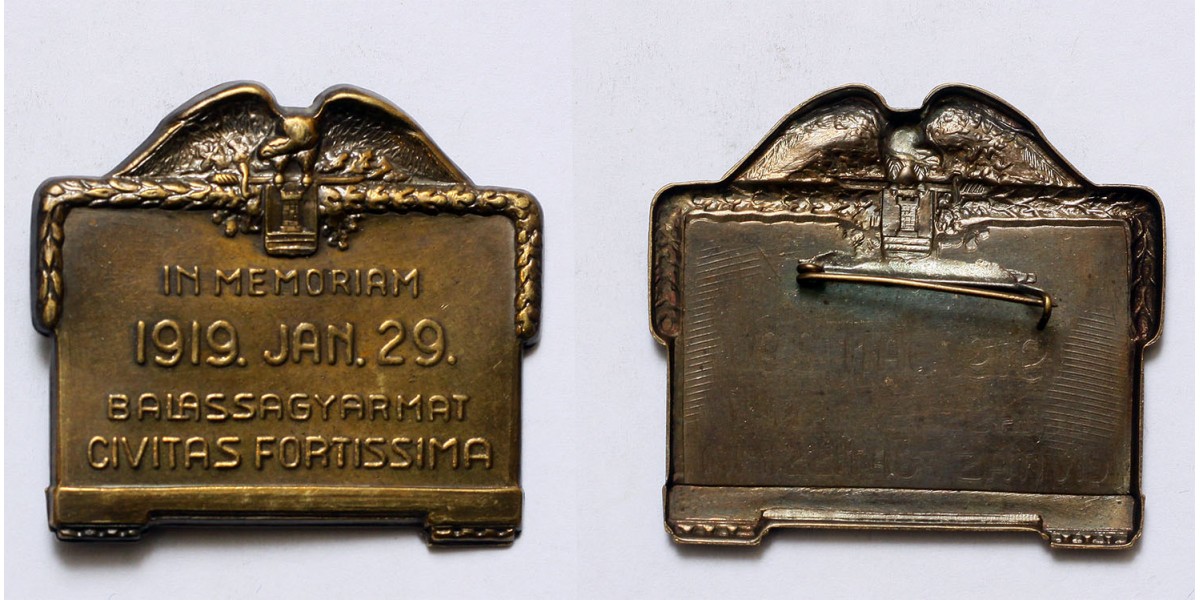 IN MEMORIAM
1919. JAN. 29.
BALASSAGYARMAT
CIVITAS FORTISSIMA